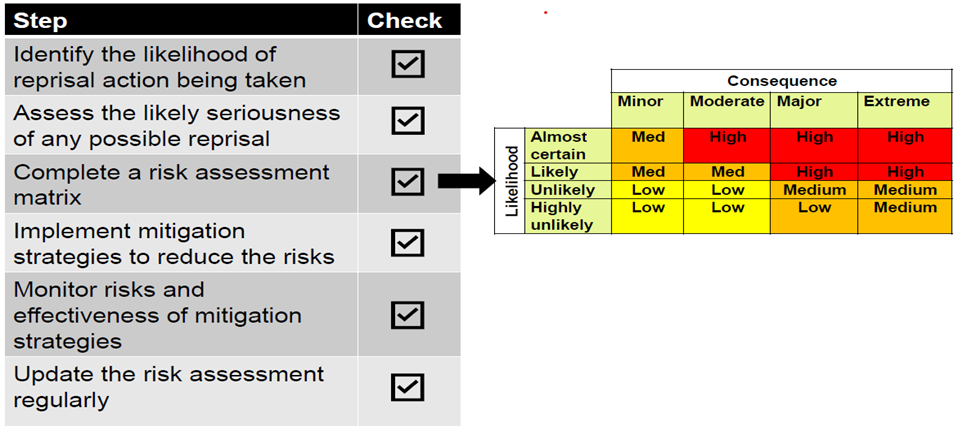 Step Check
Identify the likelihood of
reprisal action being taken
Assess the likely seriousness
of any possible reprisal
Complete a risk assessment
matrix
Implement mitigation
strategies to reduce the risks
Monitor risks and
effectiveness of mitigation
strategies
Update the risk assessment
regularly
Consequence
Minor Moderate Major Extreme
Likelihood
Almost Med High High High
certain
Likely Med Med High High
Unlikely Low Low Medium Medium
Highly Low Low Low Medium
unlikely